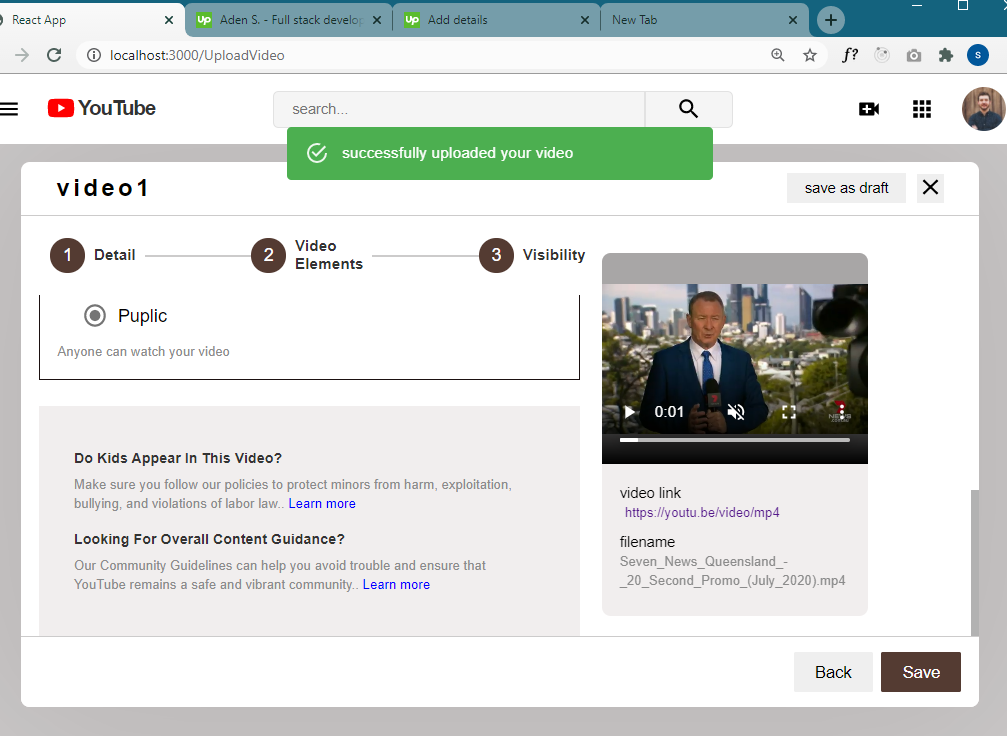 React App
Aden S. - Full stack develop
Add details
New Tab
localhost:3000/UploadVideo
f?
S
YouTube
search...
successfully uploaded your video
video1
save as draft
1 Detail
2 Video Elements
3 Visibility
Puplic
Anyone can watch your video
Do Kids Appear In This Video?
Make sure you follow our policies to protect minors from harm, exploitation,
bullying, and violations of labor law.. Learn more
Looking For Overall Content Guidance?
Our Community Guidelines can help you avoid trouble and ensure that
YouTube remains a safe and vibrant community.. Learn more
0:01
NEWS
video link
https://youtu.be/video/mp4
filename
Seven_News_Queensland_-
_20_Second_Promo_(July_2020).mp4
Back
Save